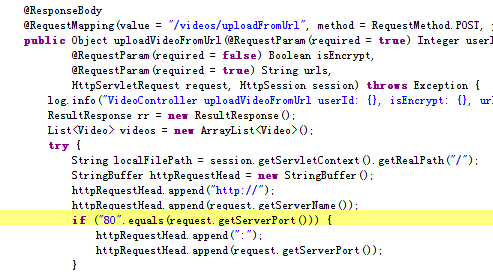 @ResponseBody
@RequestMapping(value = "/videos/uploadFromUrl", method = RequestMethod.POST,
public Object uploadVideoFromUrl(@RequestParam(required = true) Integer
@RequestParam(required = false) Boolean isEncrypt,
@RequestParam(required = true) String urls,
HttpServletRequest request, HttpSession session) throws Exception {
log.info("VideoController uploadVideoFromUrl userId: {}, isEncrypt: {},
ResultResponse rr = new ResultResponse();
List<Video> videos = new ArrayList<Video>();
try {
String localFilePath = session.getServletContext().getRealPath("/");
StringBuffer httpRequestHead = new StringBuffer();
httpRequestHead.append("http://");
httpRequestHead.append(request.getServerName());
if ("80".equals(request.getServerPort())) {
httpRequestHead.append(":");
httpRequestHead.append(request.getServerPort());
}